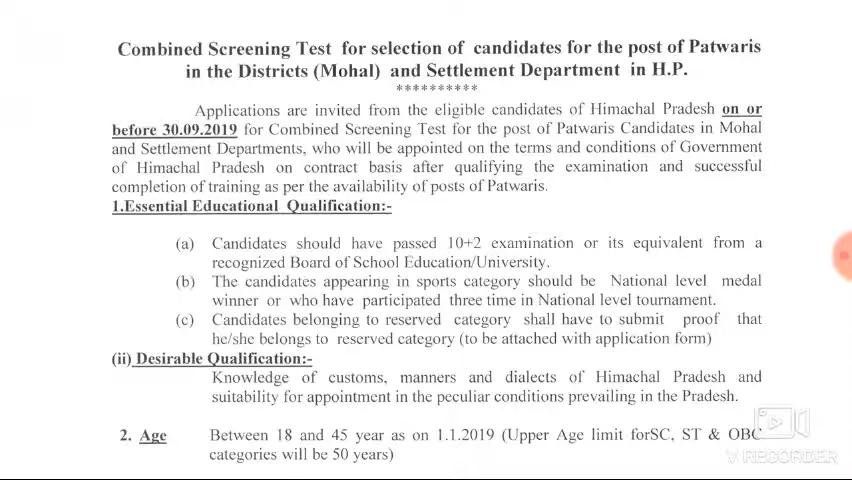 Combined Screening Test for selection of candidates for the post of Patwaris
in the Districts (Mohal) and Settlement Department in H.P.
**********
Applications are invited from the eligible candidates of Himachal Pradesh on or
before 30.09.2019 for Combined Screening Test for the post of Patwaris Candidates in Mohal
and Settlement Departments, who will be appointed on the terms and conditions of Government
of Himachal Pradesh on contract basis after qualifying the examination and successful
completion of training as per the availability of posts of Patwaris.
1.Essential Educational Qualification:-
(a) Candidates should have passed 10+2 examination or its equivalent from a
recognized Board of School Education/University.
(b) The candidates appearing in sports category should be National level medal
winner or who have participated three time in National level tournament.
(c) Candidates belonging to reserved category shall have to submit proof that
he/she belongs to reserved category (to be attached with application form)
(ii) Desirable Qualification:-
Knowledge of customs, manners and dialects of Himachal Pradesh and
suitability for appointment in the peculiar conditions prevailing in the Pradesh.
2. Age Between 18 and 45 year as on 1.1.2019 (Upper Age limit forSC, ST & OBC
categories will be 50 years)
V RECORDER